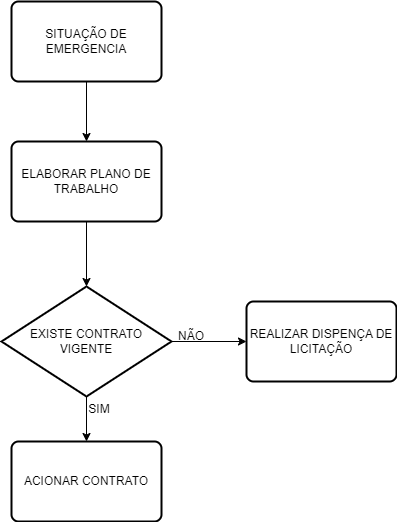 SITUAÇÃO DE
EMERGENCIA
ELABORAR PLANO DE
TRABALHO
EXISTE CONTRATO
VIGENTE
NÃO
REALIZAR DISPENÇA DE
LICITAÇÃO
SIM
ACIONAR CONTRATO